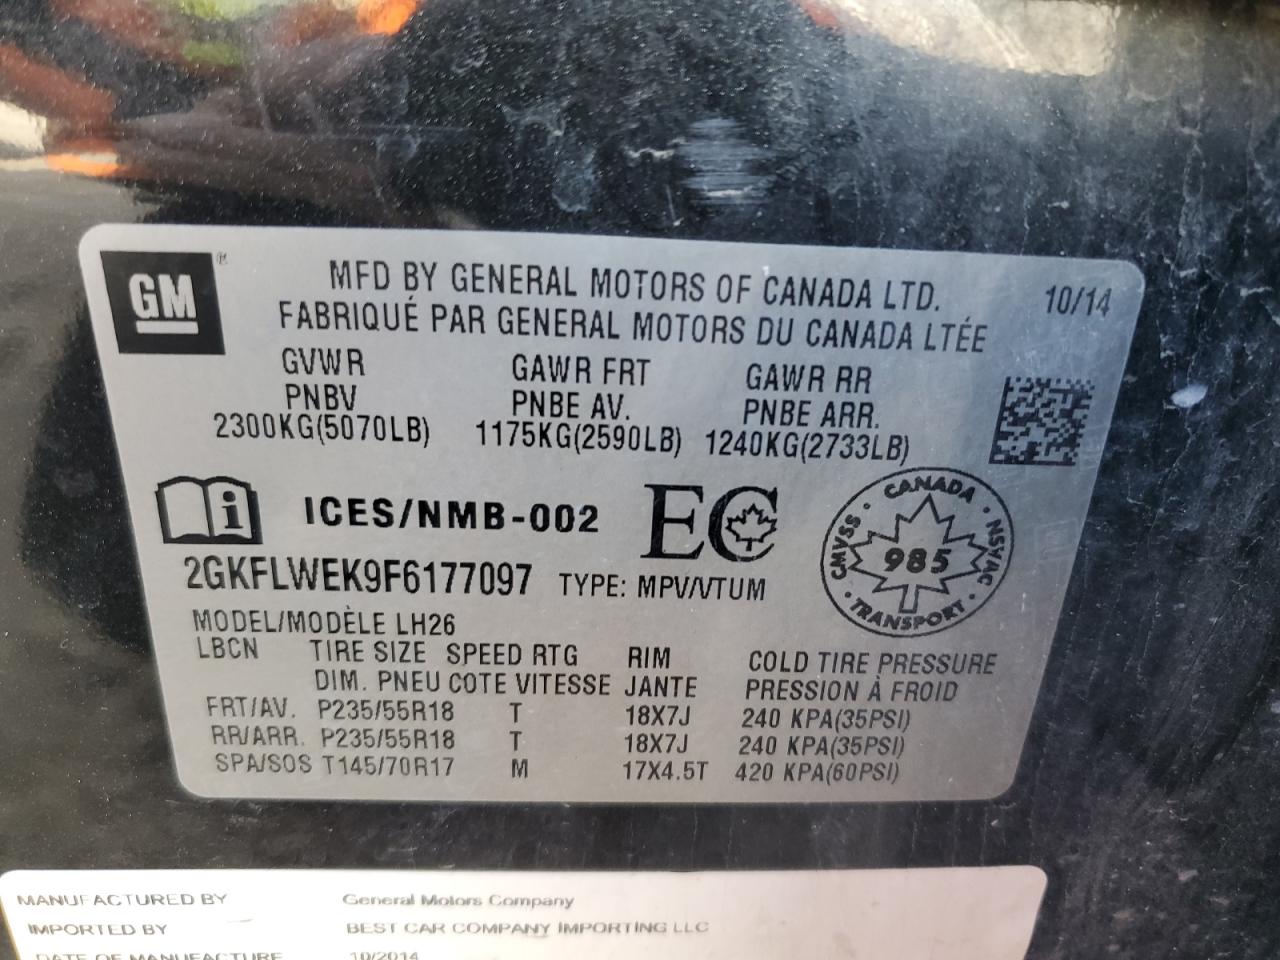 GM ®
MFD BY GENERAL MOTORS OF CANADA LTD. 10/14
FABRIQUÉ PAR GENERAL MOTORS DU CANADA LTÉE
GVWR GAWR FRT GAWR RR
PNBV PNBE AV. PNBE ARR.
2300KG(5070LB) 1175KG(2590LB) 1240KG(2733LB)
i ICES/NMB-002 EC
CANADA
CMVSS 985 NSVAC
TRANSPORT
2GKFLWEK9F6177097 TYPE: MPV/VTUM
MODEL/MODÈLE LH26
LBCN TIRE SIZE SPEED RTG RIM COLD TIRE PRESSURE
DIM. PNEU COTE VITESSE JANTE PRESSION À FROID
FRT/AV. P235/55R18 T 18X7J 240 KPA(35PSI)
RR/ARR. P235/55R18 T 18X7J 240 KPA(35PSI)
SPA/SOS T145/70R17 M 17X4.5T 420 KPA(60PSI)
MANUFACTURED BY General Motors Company
IMPORTED BY BEST CAR COMPANY IMPORTING LLC
DATE OF MANUFACTURE 10/2014